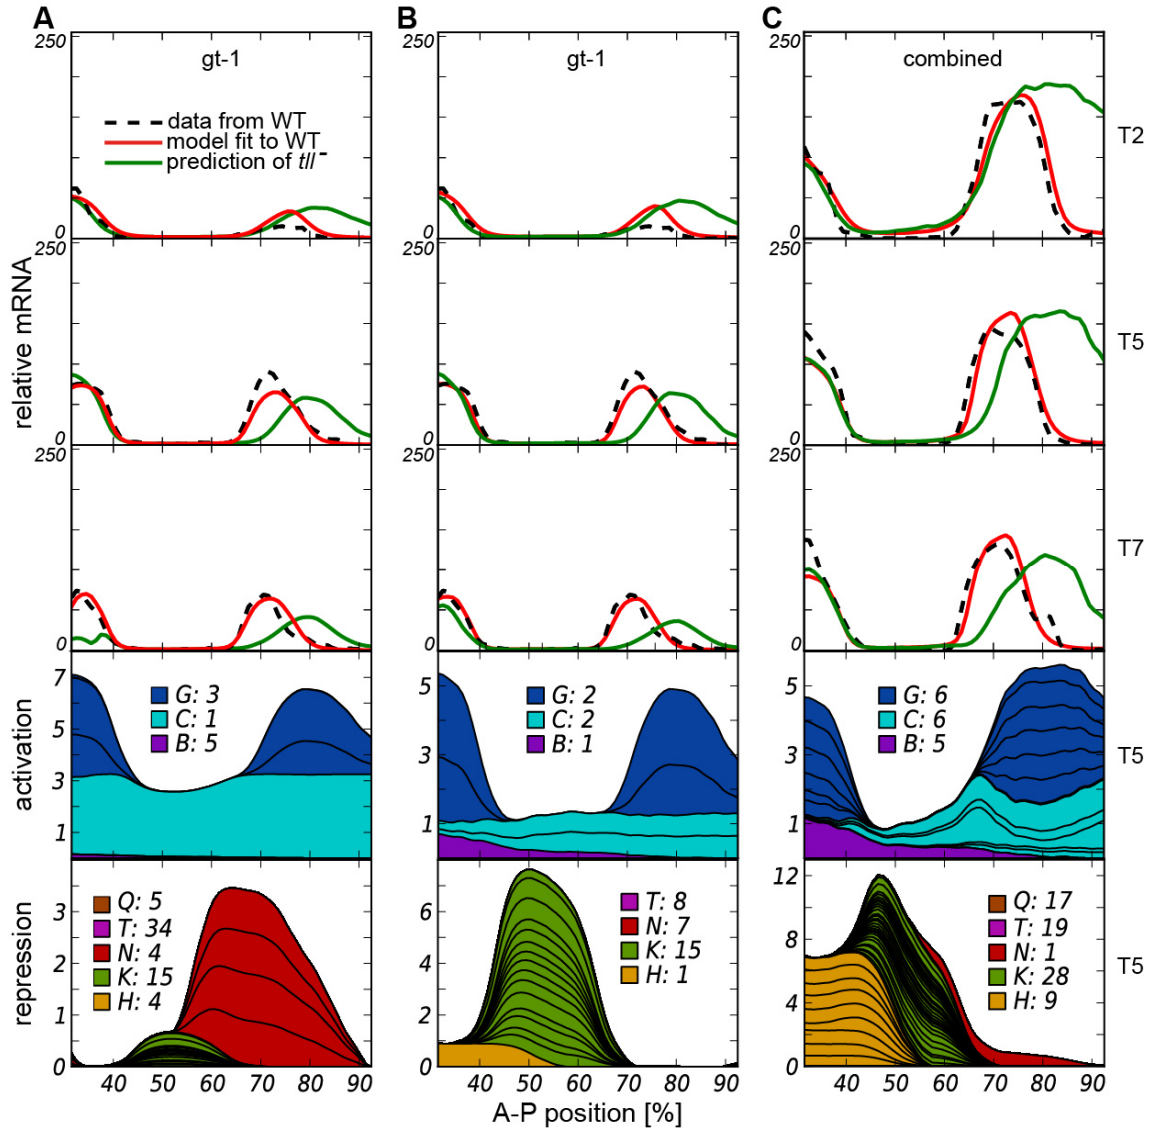 A B C
250 250 250
gt-1 gt-1 combined
data from WT
model fit to WT
prediction of tll⁻
T2
0 0 0
250 250 250
relative mRNA
T5
0 0 0
250 250 250
T7
0 0 0
activation
7
5
3
1
G: 3
C: 1
B: 5
5
3
1
G: 2
C: 2
B: 1
5
3
1
G: 6
C: 6
B: 5
T5
repression
3
2
1
0
Q: 5
T: 34
N: 4
K: 15
H: 4
6
4
2
0
T: 8
N: 7
K: 15
H: 1
12
8
4
0
Q: 17
T: 19
N: 1
K: 28
H: 9
T5
40 50 60 70 80 90 40 50 60 70 80 90 40 50 60 70 80 90
A-P position [%]